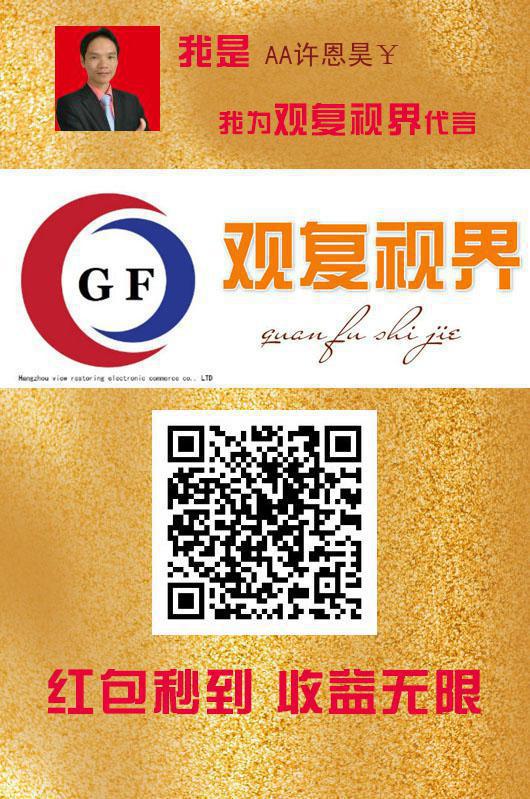 我是 AA许恩昊￥
我为观复视界代言
GF
观复视界
quan fu shi jie
Hangzhou view restoring electronic commerce co., LTD
红包秒到 收益无限